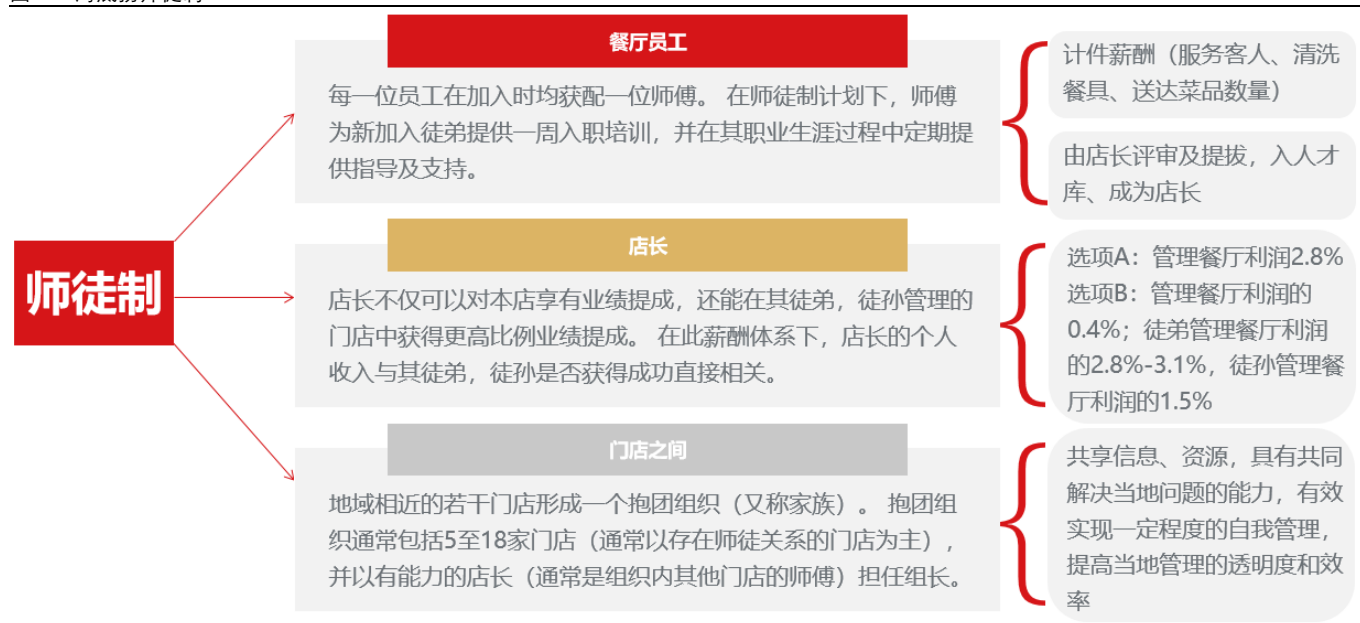 师徒制
餐厅员工
每一位员工在加入时均获配一位师傅。 在师徒制计划下，师傅
为新加入徒弟提供一周入职培训，并在其职业生涯过程中定期提
供指导及支持。
计件薪酬（服务客人、清洗
餐具、送达菜品数量）
由店长评审及提拔，入人才
库、成为店长
店长
店长不仅可以对本店享有业绩提成，还能在其徒弟，徒孙管理的
门店中获得更高比例业绩提成。 在此薪酬体系下，店长的个人
收入与其徒弟，徒孙是否获得成功直接相关。
选项A：管理餐厅利润2.8%
选项B：管理餐厅利润的
0.4%；徒弟管理餐厅利润
的2.8%-3.1%，徒孙管理餐
厅利润的1.5%
门店之间
地域相近的若干门店形成一个抱团组织（又称家族）。 抱团组
织通常包括5至18家门店（通常以存在师徒关系的门店为主），
并以有能力的店长（通常是组织内其他门店的师傅）担任组长。
共享信息、资源，具有共同
解决当地问题的能力，有效
实现一定程度的自我管理，
提高当地管理的透明度和效
率